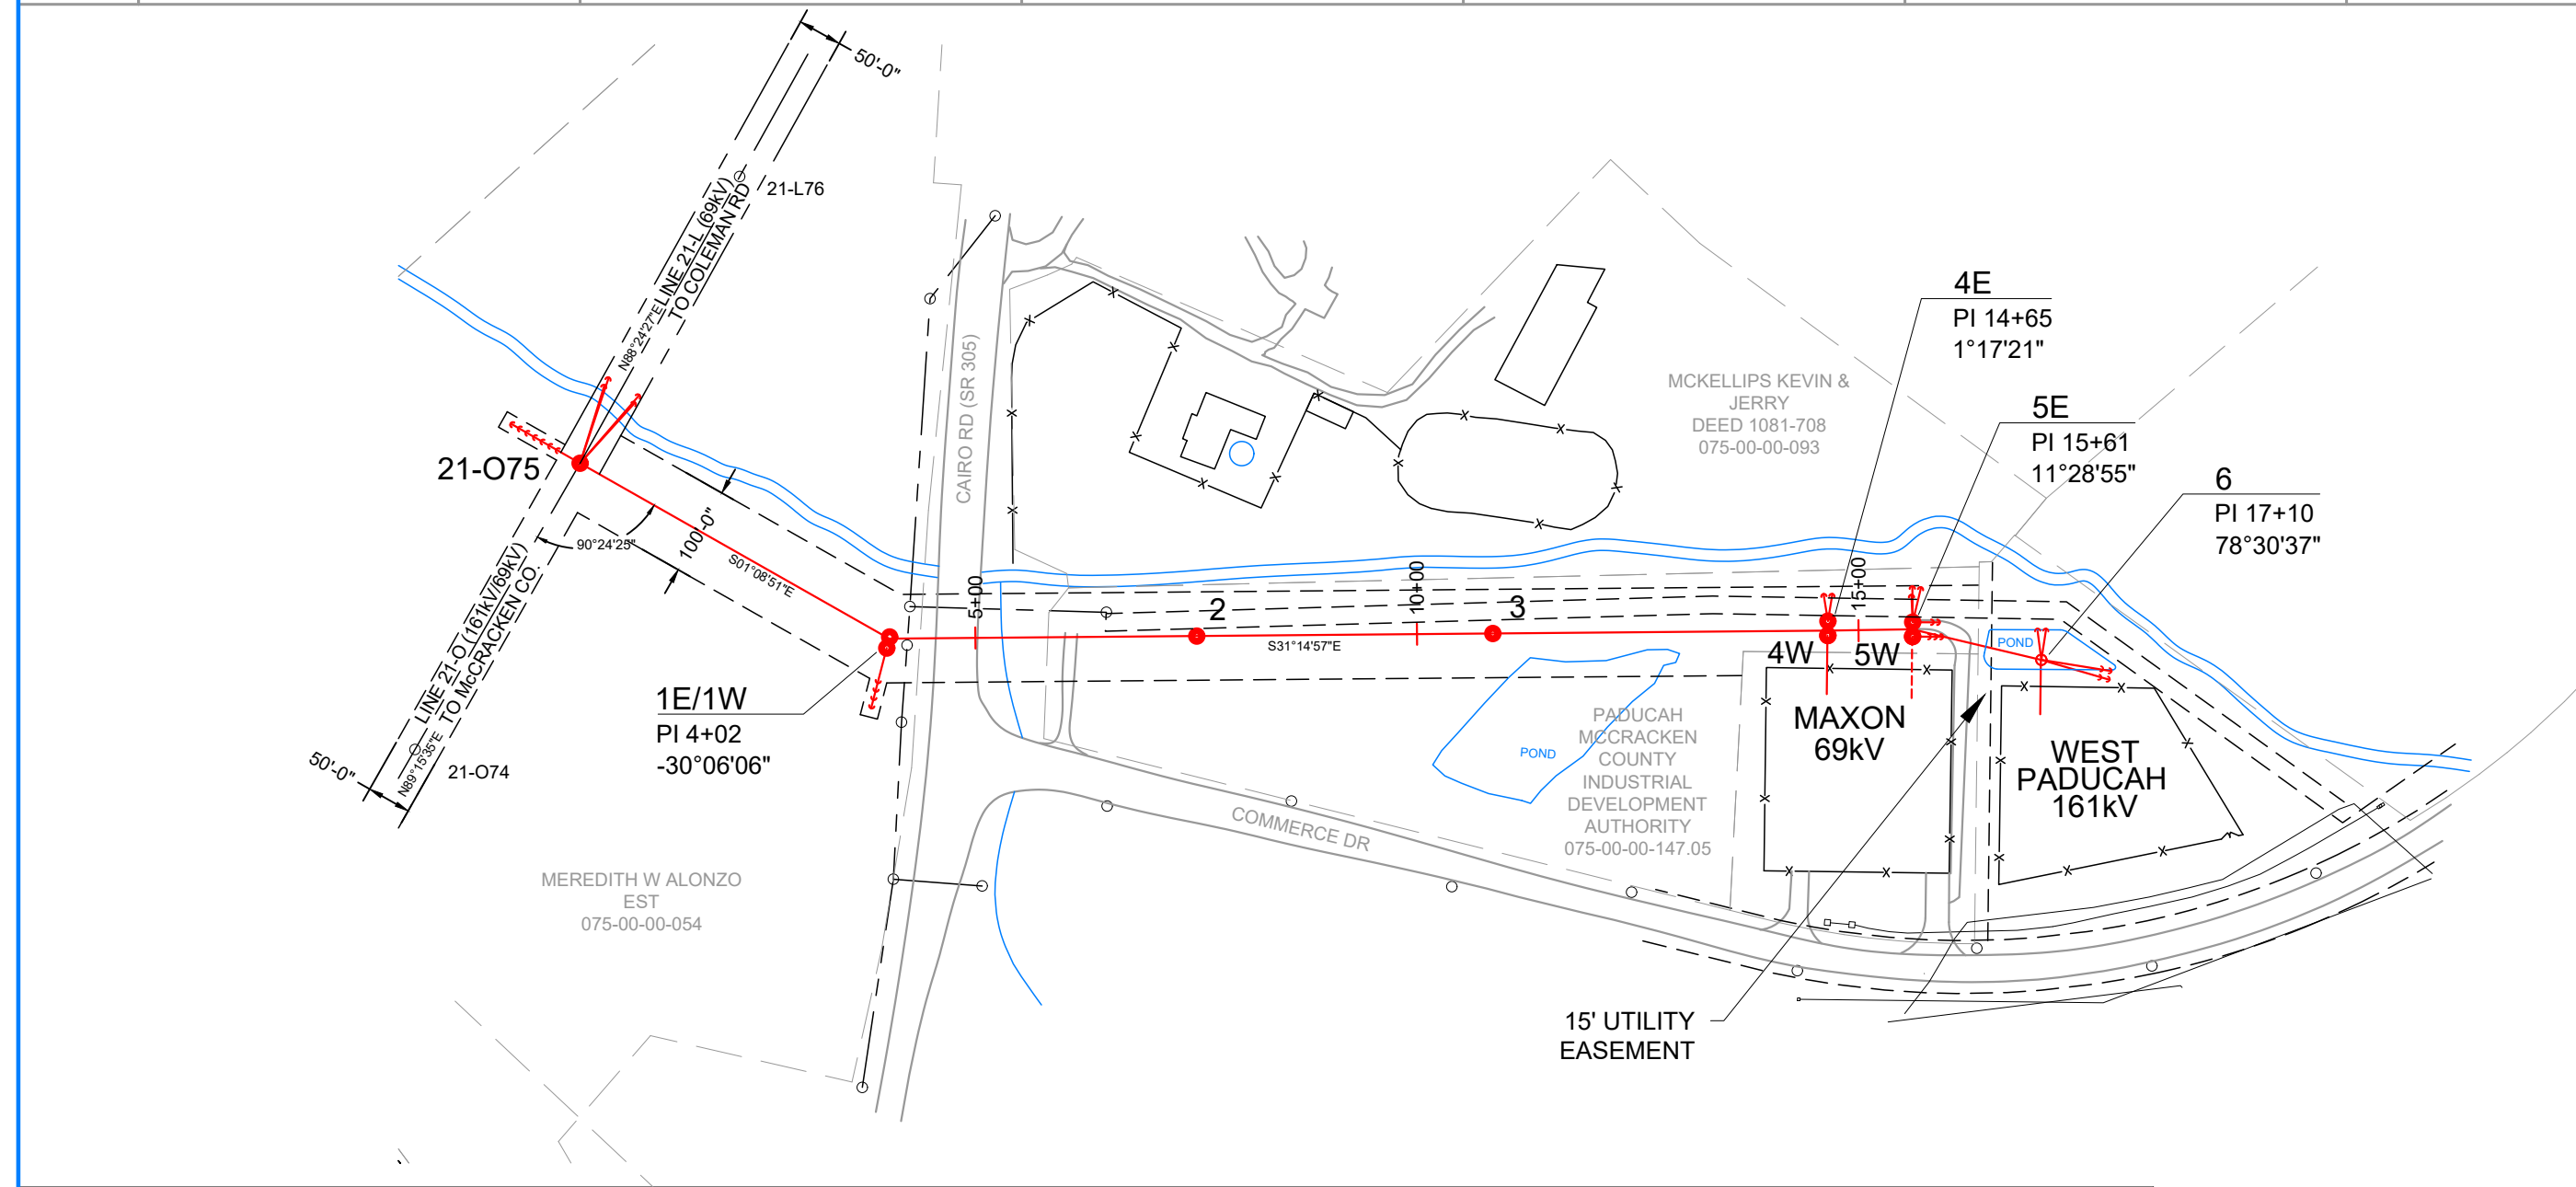 50'-0"
21-L76
LINE 21-L (69kV)
TO COLEMAN RD
N88°24'27"E
21-O75
90°24'25"
100'-0"
S01°08'51"E
LINE 21-O (161kV/69kV)
TO McCRACKEN CO.
N89°15'35"E
50'-0"
21-O74
1E/1W
PI 4+02
-30°06'06"
MEREDITH W ALONZO
EST
075-00-00-054
CAIRO RD (SR 305)
5+00
2
S31°14'57"E
10+00
3
MCKELLIPS KEVIN &
JERRY
DEED 1081-708
075-00-00-093
4E
PI 14+65
1°17'21"
5E
PI 15+61
11°28'55"
6
PI 17+10
78°30'37"
15+00
4W
5W
POND
MAXON
69kV
WEST
PADUCAH
161kV
POND
PADUCAH
MCCRACKEN
COUNTY
INDUSTRIAL
DEVELOPMENT
AUTHORITY
075-00-00-147.05
COMMERCE DR
15' UTILITY
EASEMENT